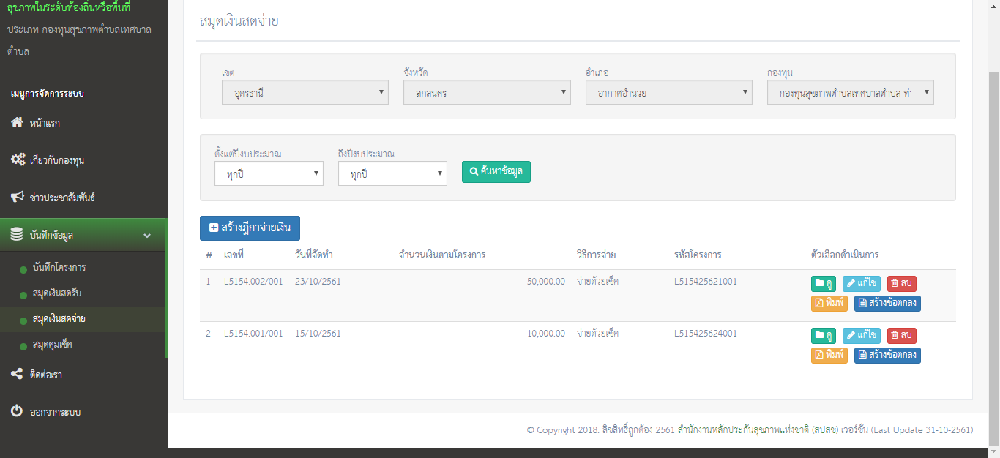 สุขภาพในระดับท้องถิ่นหรือพื้นที่
ประเภท กองทุนสุขภาพตำบลเทศบาล
ตำบล
เมนูการจัดการระบบ
หน้าแรก
เกี่ยวกับกองทุน
ข่าวประชาสัมพันธ์
บันทึกข้อมูล
บันทึกโครงการ
สมุดเงินสดรับ
สมุดเงินสดจ่าย
สมุดคุมเช็ค
ติดต่อเรา
ออกจากระบบ
สมุดเงินสดจ่าย
เขต จังหวัด อำเภอ กองทุน
อุดรธานี สกลนคร อากาศอำนวย กองทุนสุขภาพตำบลเทศบาลตำบล ท่
ตั้งแต่ปีงบประมาณ ถึงปีงบประมาณ
ทุกปี ทุกปี ค้นหาข้อมูล
สร้างฎีกาจ่ายเงิน
# เลขที่ วันที่จัดทำ จำนวนเงินตามโครงการ วิธีการจ่าย รหัสโครงการ ตัวเลือกดำเนินการ
1 L5154.002/001 23/10/2561 50,000.00 จ่ายด้วยเช็ค L515425621001 ดู แก้ไข ลบ
พิมพ์ สร้างข้อตกลง
2 L5154.001/001 15/10/2561 10,000.00 จ่ายด้วยเช็ค L515425624001 ดู แก้ไข ลบ
พิมพ์ สร้างข้อตกลง
© Copyright 2018. ลิขสิทธิ์ถูกต้อง 2561 สำนักงานหลักประกันสุขภาพแห่งชาติ (สปสช) เวอร์ชั่น (Last Update 31-10-2561)